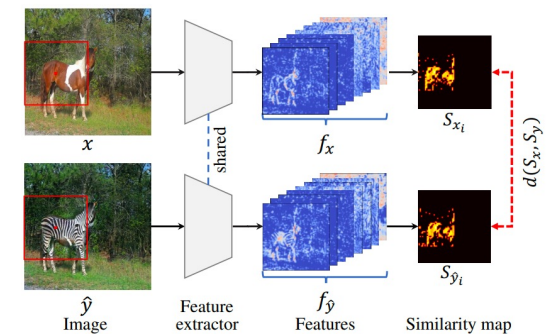 x
shared
f_x
S_{x_i}
d(S_x, S_y)
ŷ
f_ŷ
S_{ŷ_i}
Image
Feature
extractor
Features
Similarity map